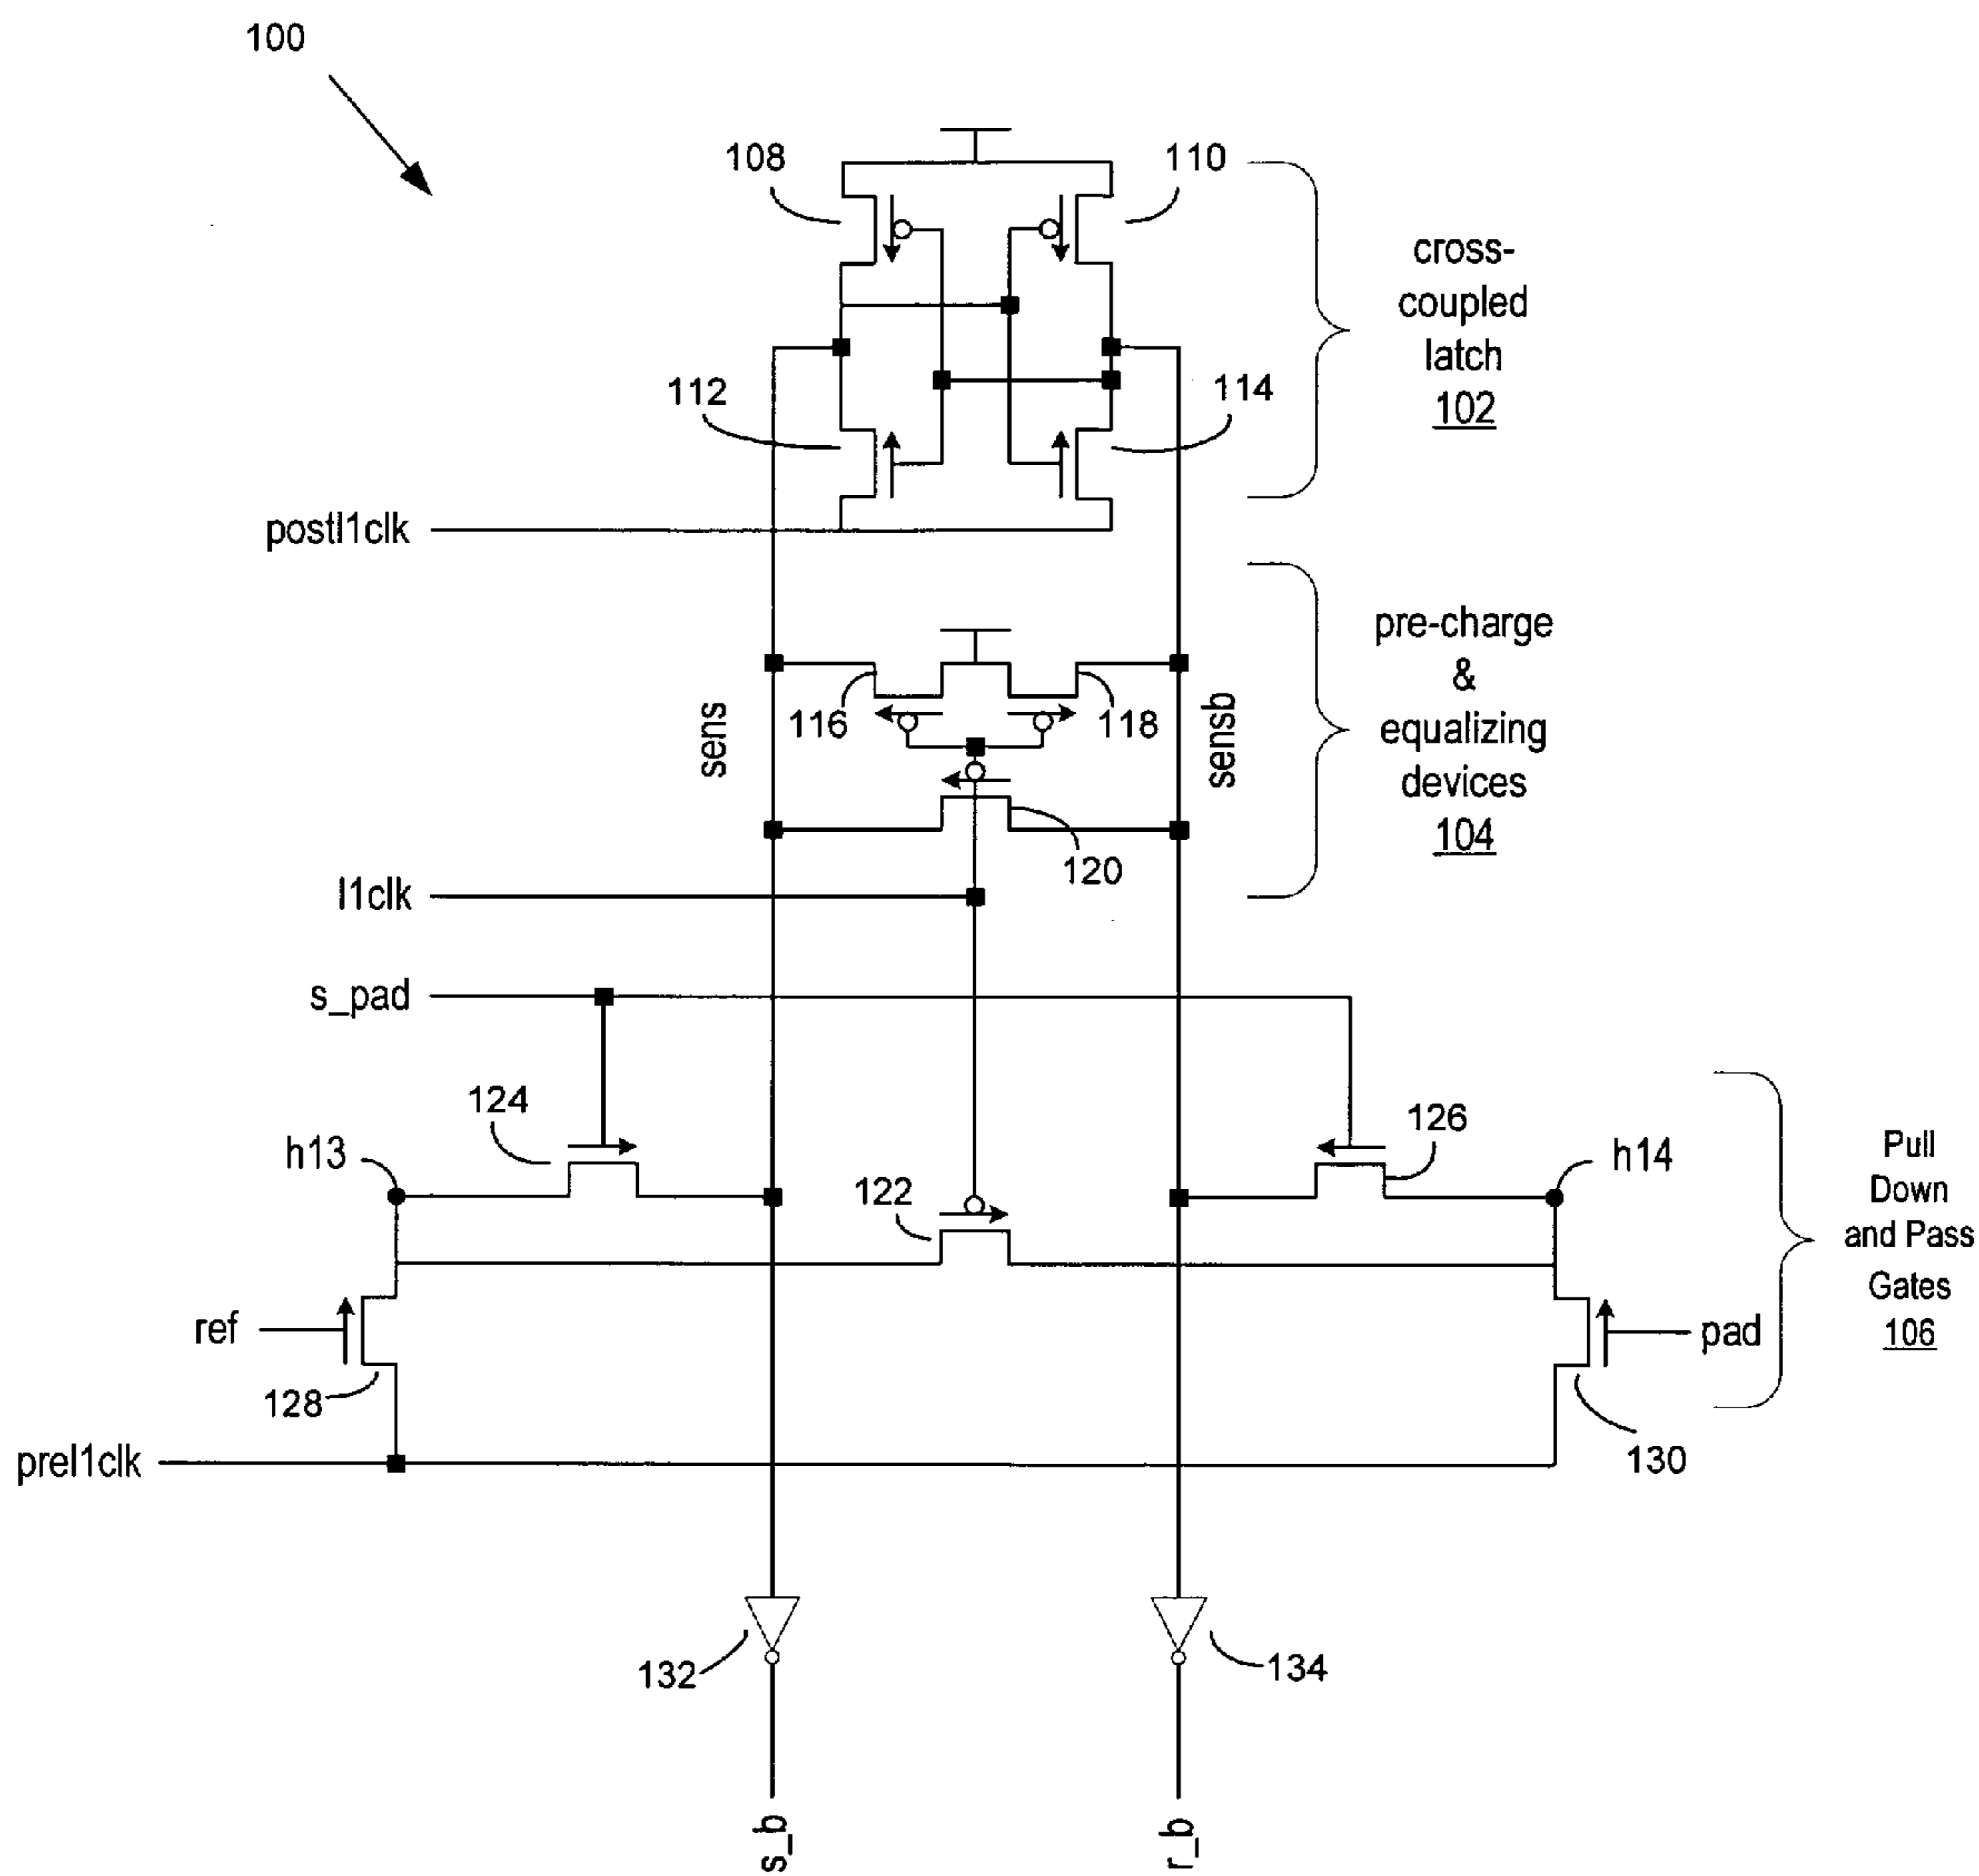 100
108
110
cross-
coupled
latch
102
112
114
postl1clk
pre-charge
&
equalizing
devices
104
116
118
sens
sensb
120
l1clk
s_pad
124
126
h13
h14
122
Pull
Down
and Pass
Gates
106
ref
pad
128
130
prel1clk
132
134
s_b
r_b